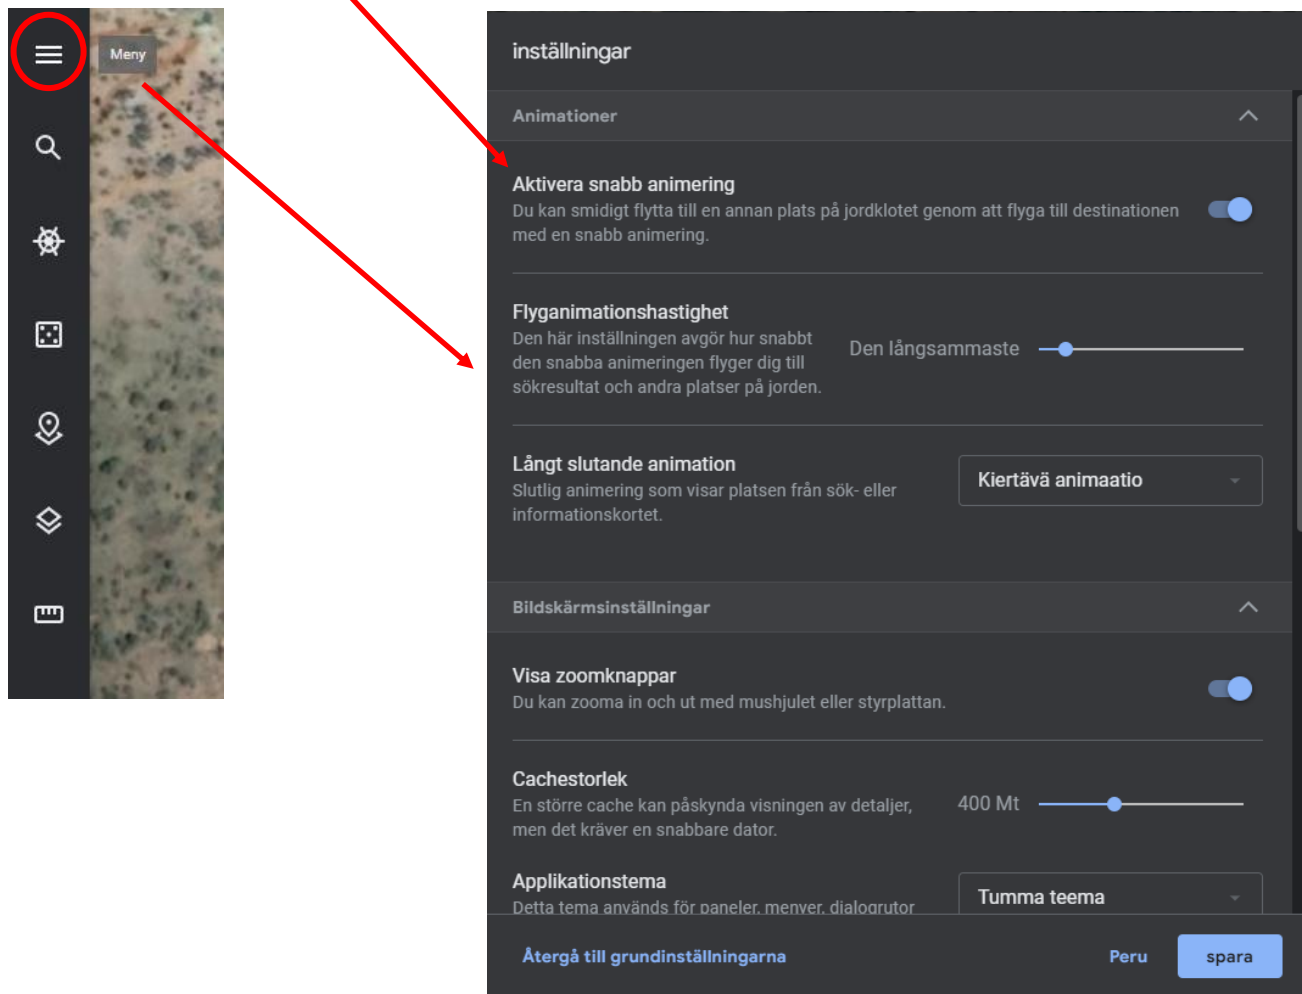 Meny
inställningar
Animationer
Aktivera snabb animering
Du kan smidigt flytta till en annan plats på jordklotet genom att flyga till destinationen
med en snabb animering.
Flyganimationshastighet
Den här inställningen avgör hur snabbt
den snabba animeringen flyger dig till
sökresultat och andra platser på jorden.
Den långsammaste
Långt slutande animation
Slutlig animering som visar platsen från sök- eller
informationskortet.
Kiertävä animaatio
Bildskärmsinställningar
Visa zoomknappar
Du kan zooma in och ut med mushjulet eller styrplattan.
Cachestorlek
En större cache kan påskynda visningen av detaljer,
men det kräver en snabbare dator.
400 Mt
Applikationstema
Detta tema används för paneler, menyer, dialogrutor
Tumma teema
Återgå till grundinställningarna
Peru
spara